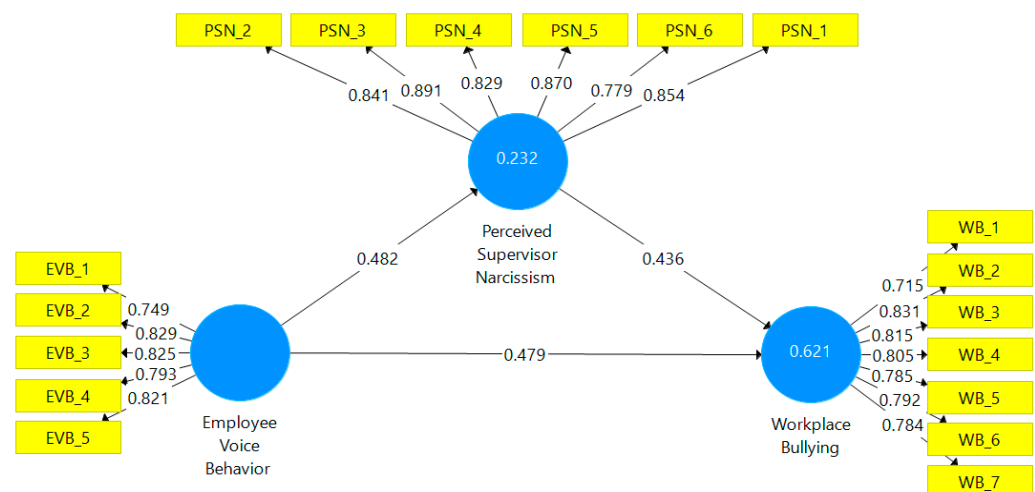 PSN_2
PSN_3
PSN_4
PSN_5
PSN_6
PSN_1
0.841
0.891
0.829
0.870
0.779
0.854
0.232
Perceived
Supervisor
Narcissism
0.482
0.436
EVB_1
EVB_2
EVB_3
EVB_4
EVB_5
0.749
0.829
0.825
0.793
0.821
Employee
Voice
Behavior
0.479
0.621
Workplace
Bullying
0.715
0.831
0.815
0.805
0.785
0.792
0.784
WB_1
WB_2
WB_3
WB_4
WB_5
WB_6
WB_7